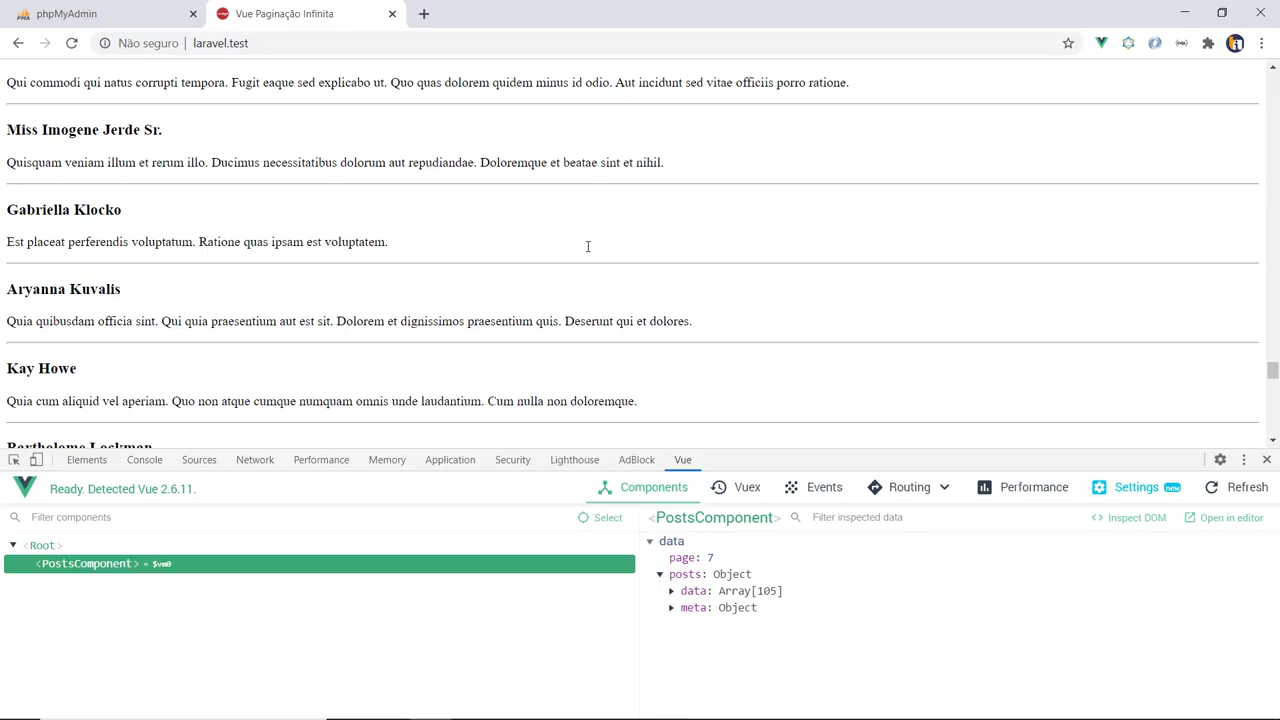 phpMyAdmin
Vue Paginação Infinita
Não seguro
laravel.test
Qui commodi qui natus corrupti tempora. Fugit eaque sed explicabo ut. Quo quas dolorem quidem minus id odio. Aut incidunt sed vitae officiis porro ratione.
Miss Imogene Jerde Sr.
Quisquam veniam illum et rerum illo. Ducimus necessitatibus dolorum aut repudiandae. Doloremque et beatae sint et nihil.
Gabriella Klocko
Est placeat perferendis voluptatum. Ratione quas ipsam est voluptatem.
Aryanna Kuvalis
Quia quibusdam officia sint. Qui quia praesentium aut est sit. Dolorem et dignissimos praesentium quis. Deserunt qui et dolores.
Kay Howe
Quia cum aliquid vel aperiam. Quo non atque cumque numquam omnis unde laudantium. Cum nulla non doloremque.
Bartholome Lockman
Elements Console Sources Network Performance Memory Application Security Lighthouse AdBlock Vue
Ready. Detected Vue 2.6.11.
Components Vuex Events Routing Performance Settings new Refresh
Filter components
Select
<PostsComponent>
Filter inspected data
Inspect DOM
Open in editor
<Root>
<PostsComponent> = $vm0
data
page: 7
posts: Object
data: Array[105]
meta: Object